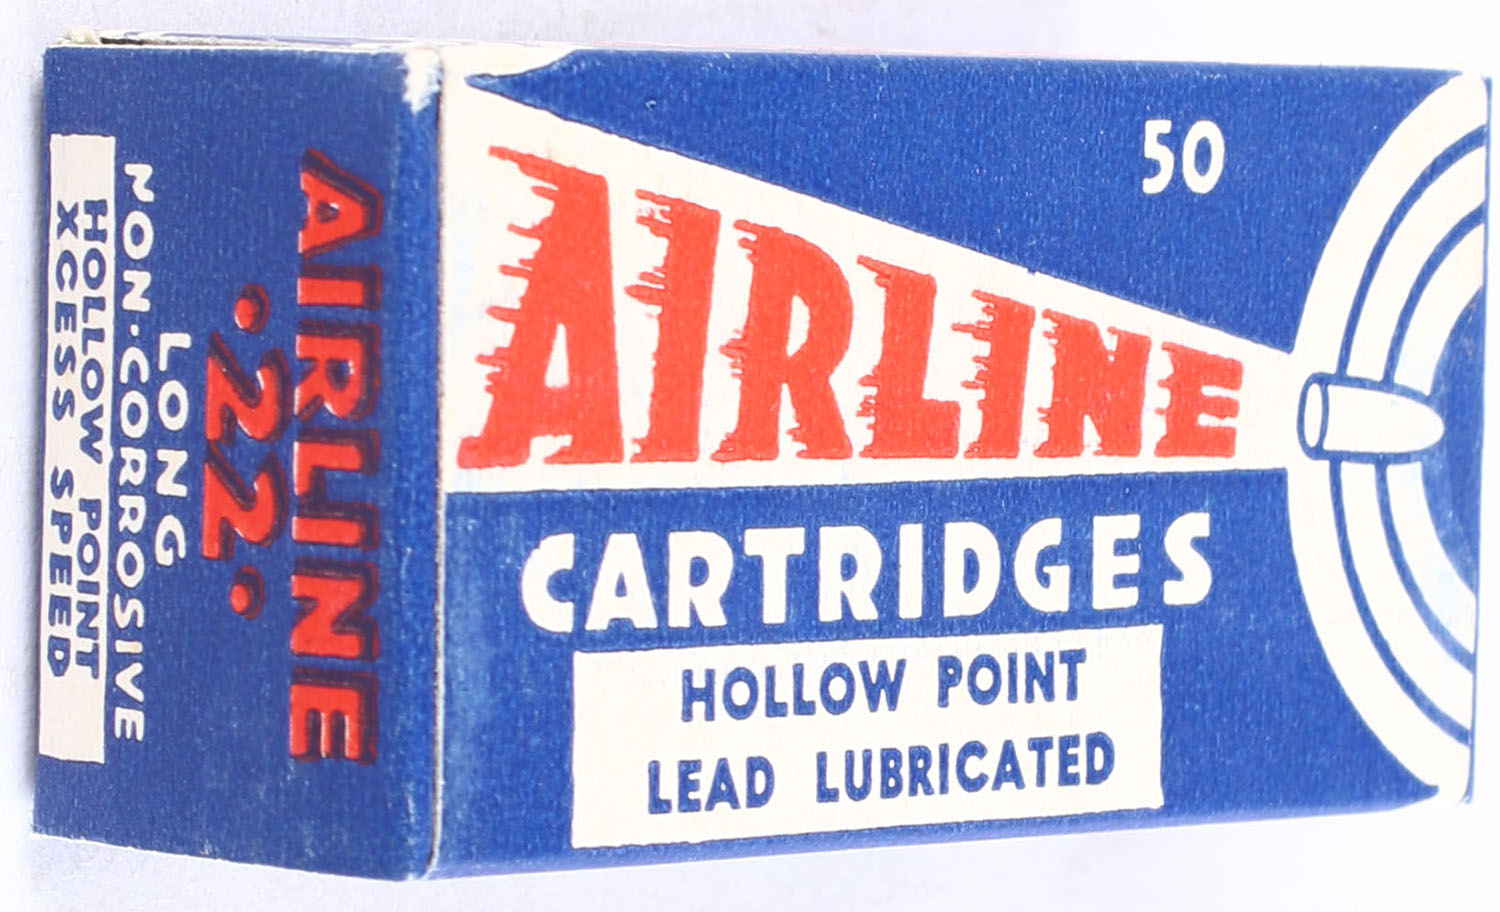 50
AIRLINE
CARTRIDGES
HOLLOW POINT
LEAD LUBRICATED
AIRLINE
.22.
LONG
NON-CORROSIVE
HOLLOW POINT
XCESS SPEED